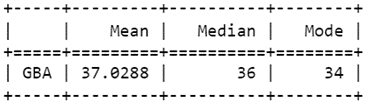 +-----+---------+----------+--------+
|     |    Mean |   Median |   Mode |
+=====+=========+==========+========+
| GBA | 37.0288 |       36 |     34 |
+-----+---------+----------+--------+